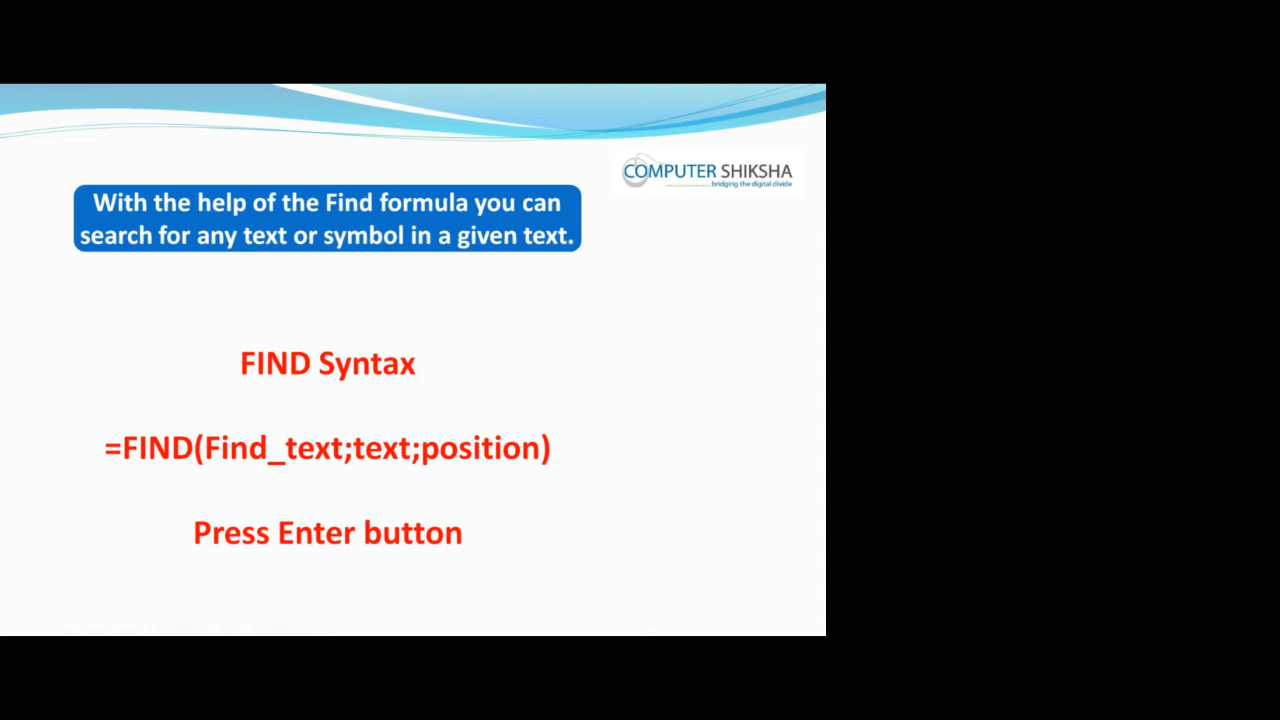 COMPUTER SHIKSHA
bridging the digital divide
With the help of the Find formula you can
search for any text or symbol in a given text.
FIND Syntax
=FIND(Find_text;text;position)
Press Enter button